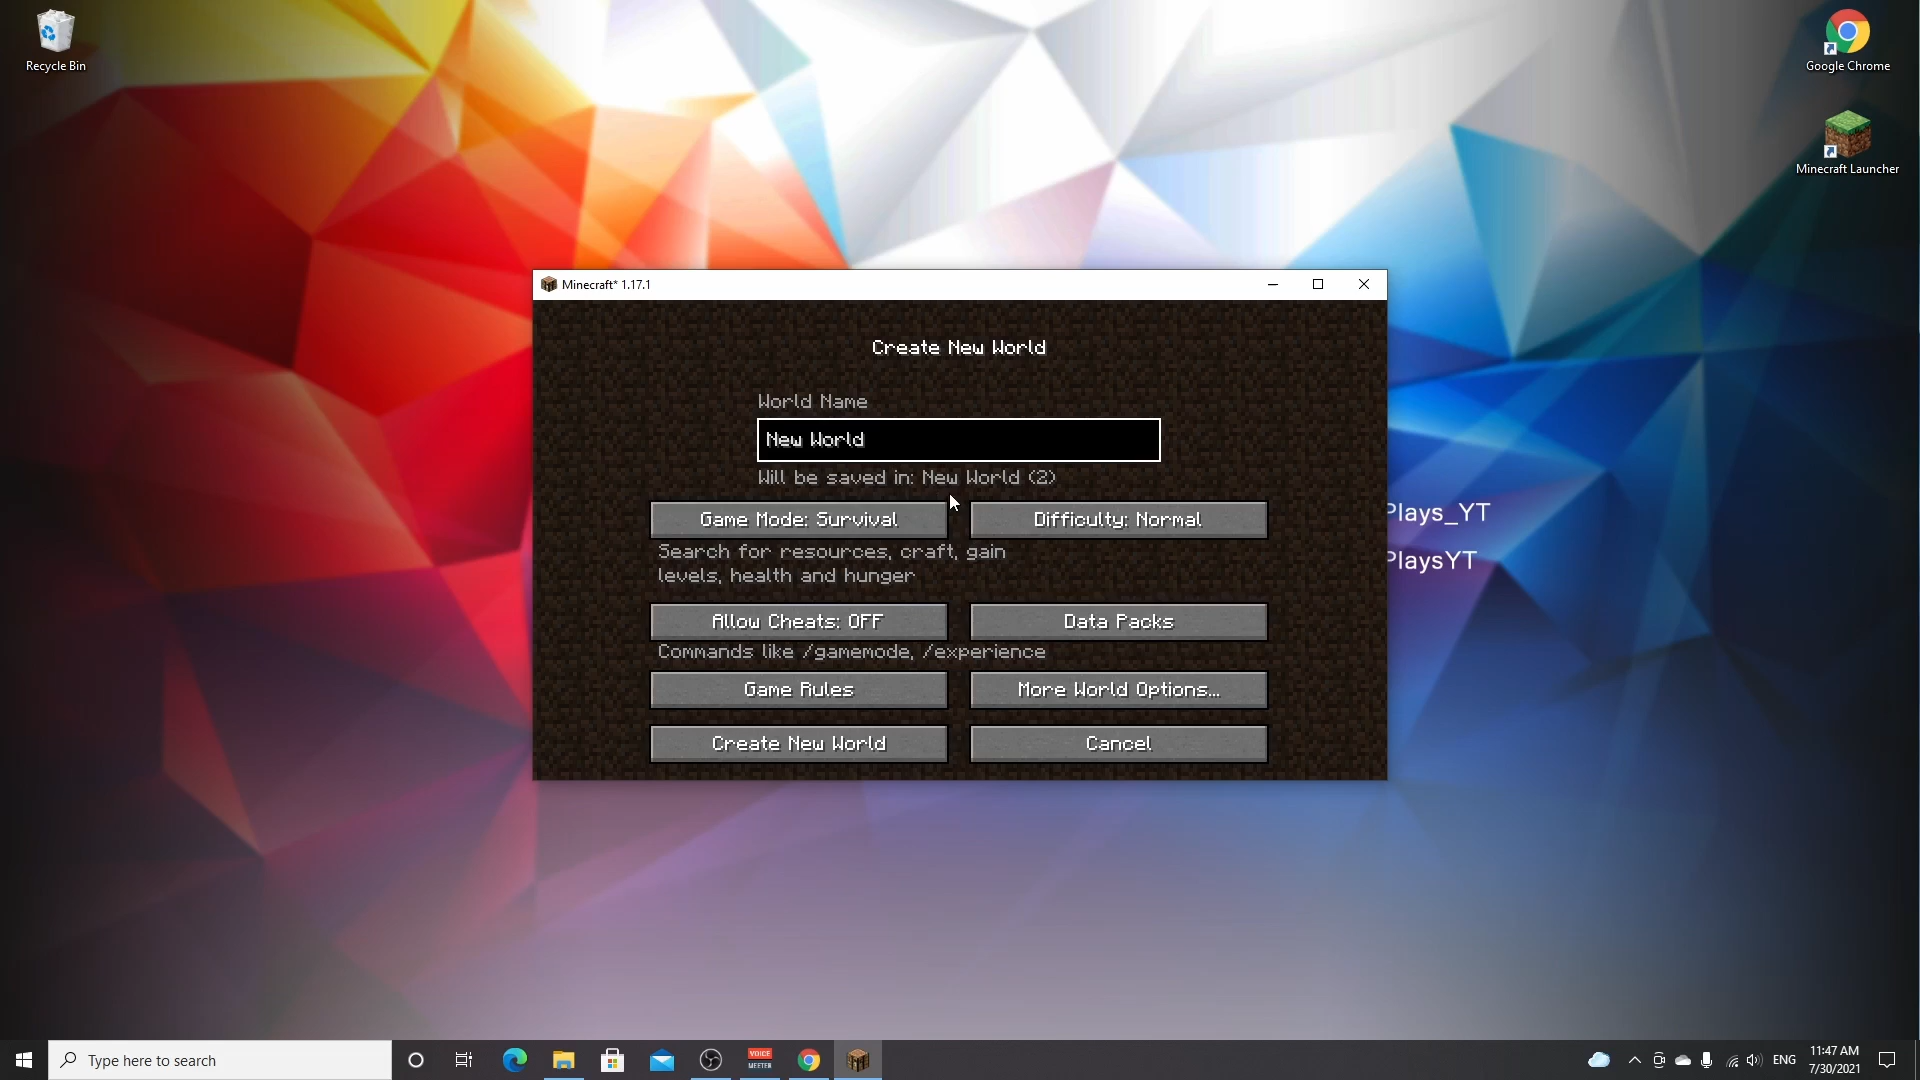 Recycle Bin
Google Chrome
Minecraft Launcher
Minecraft* 1.17.1
Create New World
World Name
New World
Will be saved in: New World (2)
Game Mode: Survival
Difficulty: Normal
Search for resources, craft, gain
levels, health and hunger
Plays_YT
PlaysYT
Allow Cheats: OFF
Data Packs
Commands like /gamemode, /experience
Game Rules
More World Options...
Create New World
Cancel
Type here to search
VOICE
MEETER
ENG
11:47 AM
7/30/2021